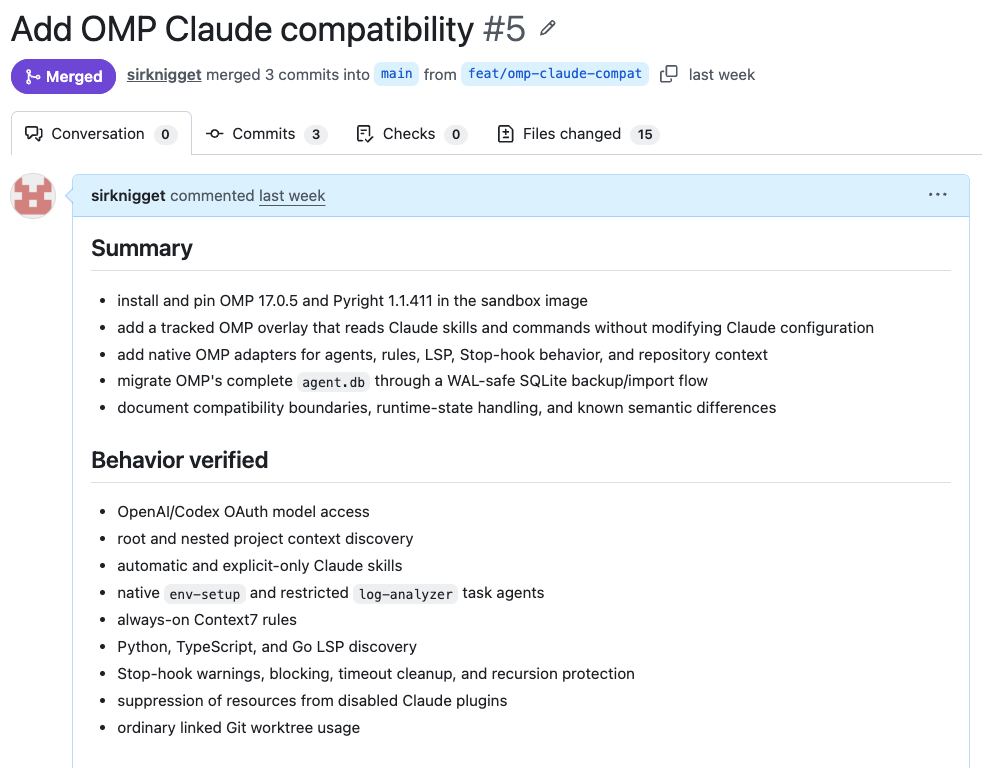 Add OMP Claude compatibility #5
Merged sirknigget merged 3 commits into main from feat/omp-claude-compat last week
Conversation 0 Commits 3 Checks 0 Files changed 15
sirknigget commented last week
Summary
install and pin OMP 17.0.5 and Pyright 1.1.411 in the sandbox image
add a tracked OMP overlay that reads Claude skills and commands without modifying Claude configuration
add native OMP adapters for agents, rules, LSP, Stop-hook behavior, and repository context
migrate OMP's complete agent.db through a WAL-safe SQLite backup/import flow
document compatibility boundaries, runtime-state handling, and known semantic differences
Behavior verified
OpenAI/Codex OAuth model access
root and nested project context discovery
automatic and explicit-only Claude skills
native env-setup and restricted log-analyzer task agents
always-on Context7 rules
Python, TypeScript, and Go LSP discovery
Stop-hook warnings, blocking, timeout cleanup, and recursion protection
suppression of resources from disabled Claude plugins
ordinary linked Git worktree usage